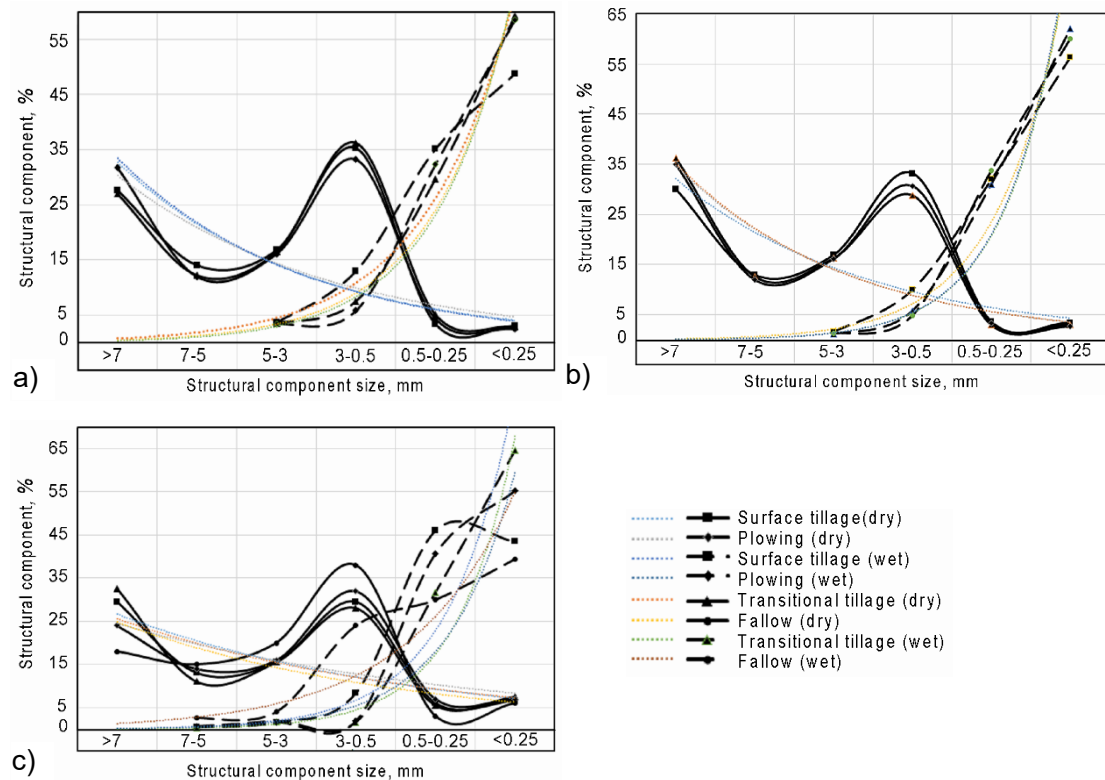 Structural component, %
55
45
35
25
15
5
0
>7
7-5
5-3
3-0.5
0.5-0.25
<0.25
Structural component size, mm
a)
Structural component, %
65
55
45
35
25
15
5
0
>7
7-5
5-3
3-0.5
0.5-0.25
<0.25
Structural component size, mm
b)
Structural component, %
65
55
45
35
25
15
5
0
>7
7-5
5-3
3-0.5
0.5-0.25
<0.25
Structural component size, mm
c)
Surface tillage(dry)
Plowing (dry)
Surface tillage (wet)
Plowing (wet)
Transitional tillage (dry)
Fallow (dry)
Transitional tillage (wet)
Fallow (wet)